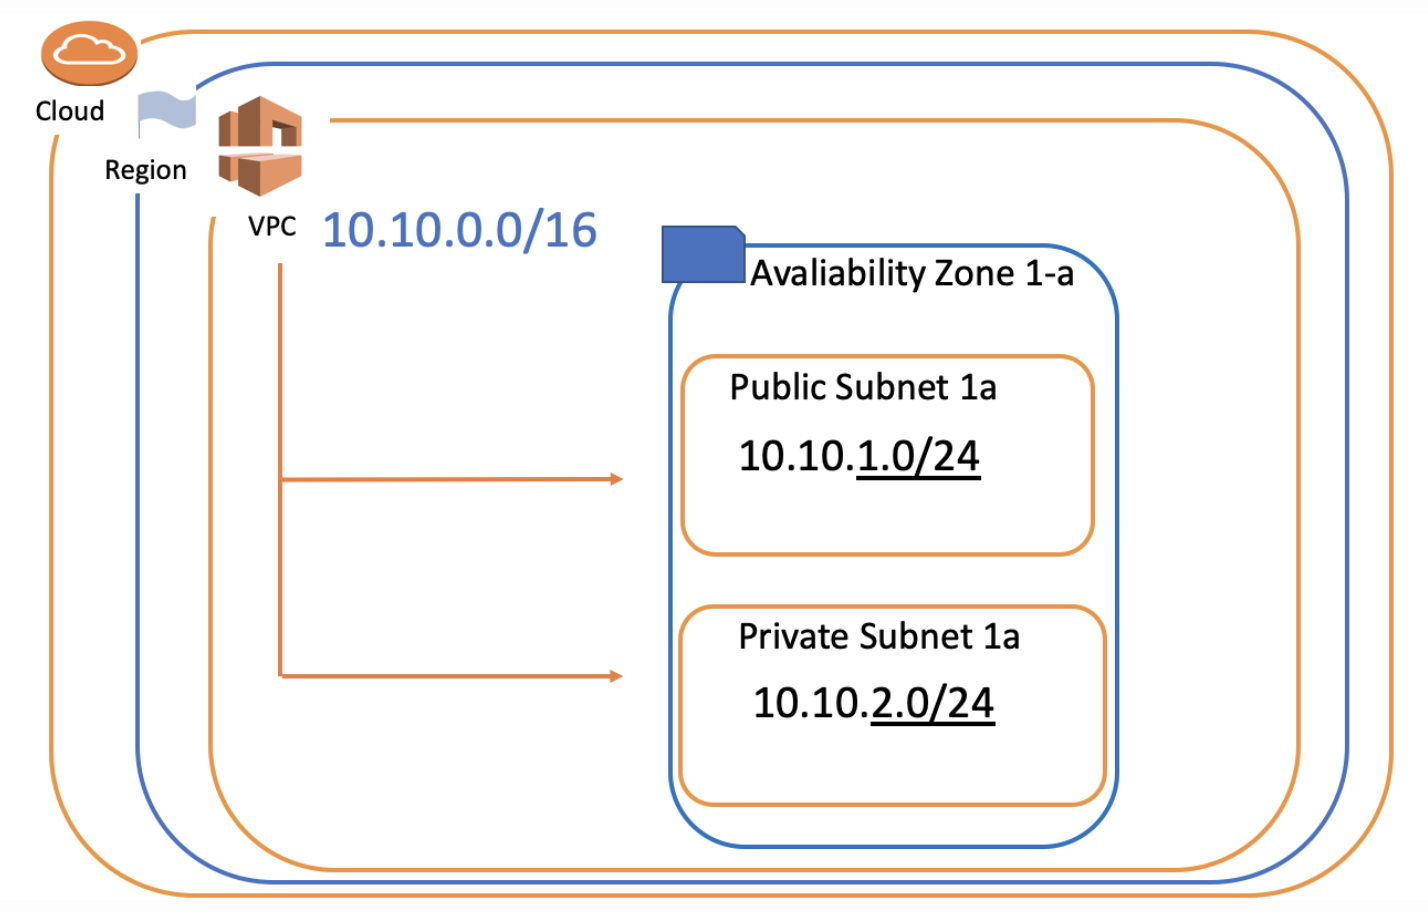 Cloud
Region
VPC
10.10.0.0/16
Avaliability Zone 1-a
Public Subnet 1a
10.10.1.0/24
Private Subnet 1a
10.10.2.0/24